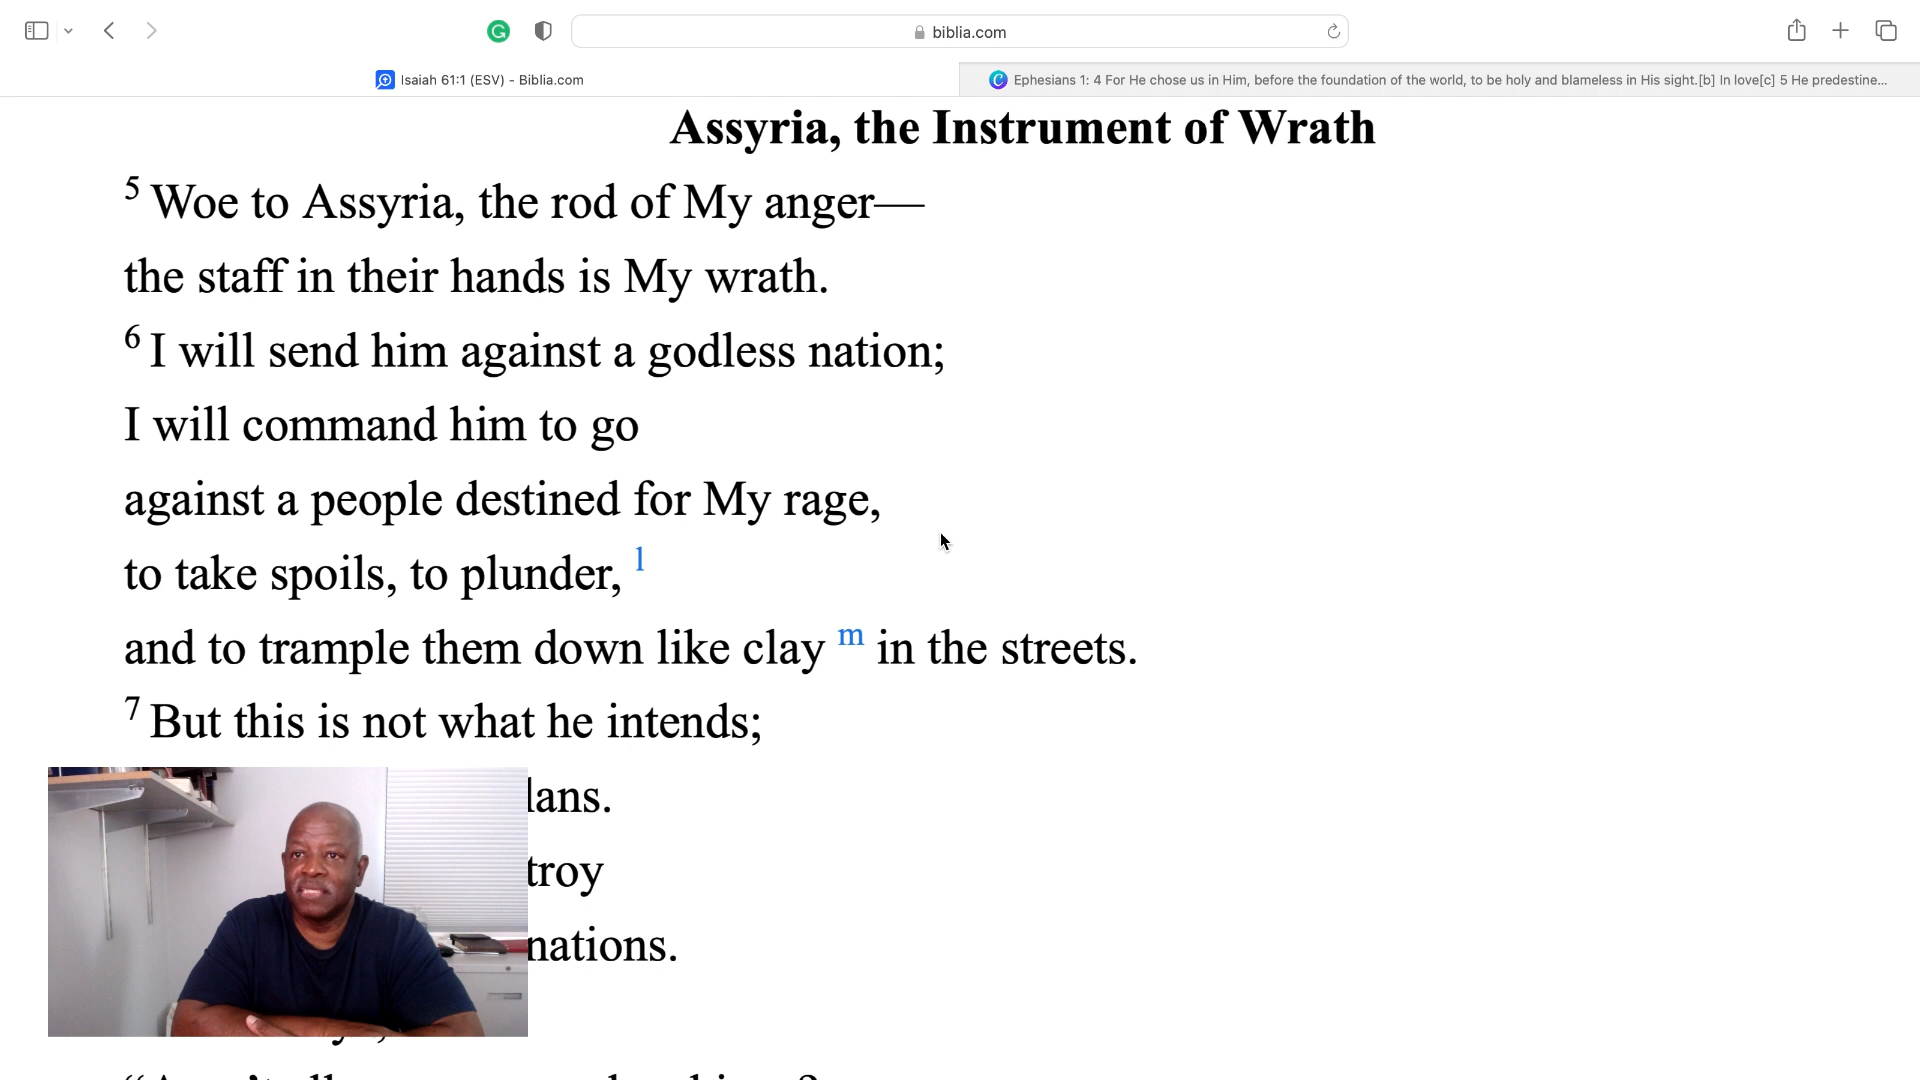 biblia.com
Isaiah 61:1 (ESV) - Biblia.com
Ephesians 1: 4 For He chose us in Him, before the foundation of the world, to be holy and blameless in His sight.[b] In love[c] 5 He predestine...
Assyria, the Instrument of Wrath
5 Woe to Assyria, the rod of My anger—
the staff in their hands is My wrath.
6 I will send him against a godless nation;
I will command him to go
against a people destined for My rage,
to take spoils, to plunder, l
and to trample them down like clay m in the streets.
7 But this is not what he intends;
lans.
troy
nations.